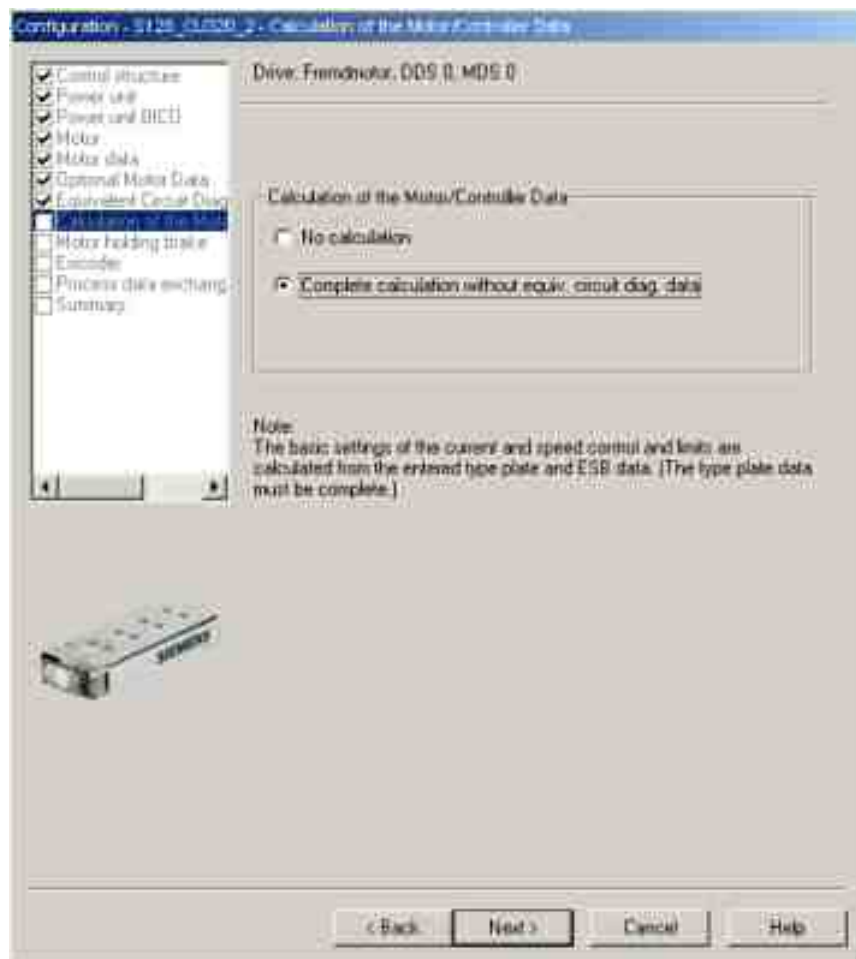 Configuration - S120_CU320_2 - Calculation of the Motor/Controller Data
Control structure
Power unit
Power unit BICO
Motor
Motor data
Optional Motor Data
Equivalent Circuit Diag
Calculation of the Mot
Motor holding brake
Encoder
Process data exchang
Summary
Drive: Fremdmotor, DDS 0, MDS 0
Calculation of the Motor/Controller Data
No calculation
Complete calculation without equiv. circuit diag. data
Note:
The basic settings of the current and speed control and limits are
calculated from the entered type plate and ESB data. (The type plate data
must be complete.)
SIEMENS
< Back
Next >
Cancel
Help